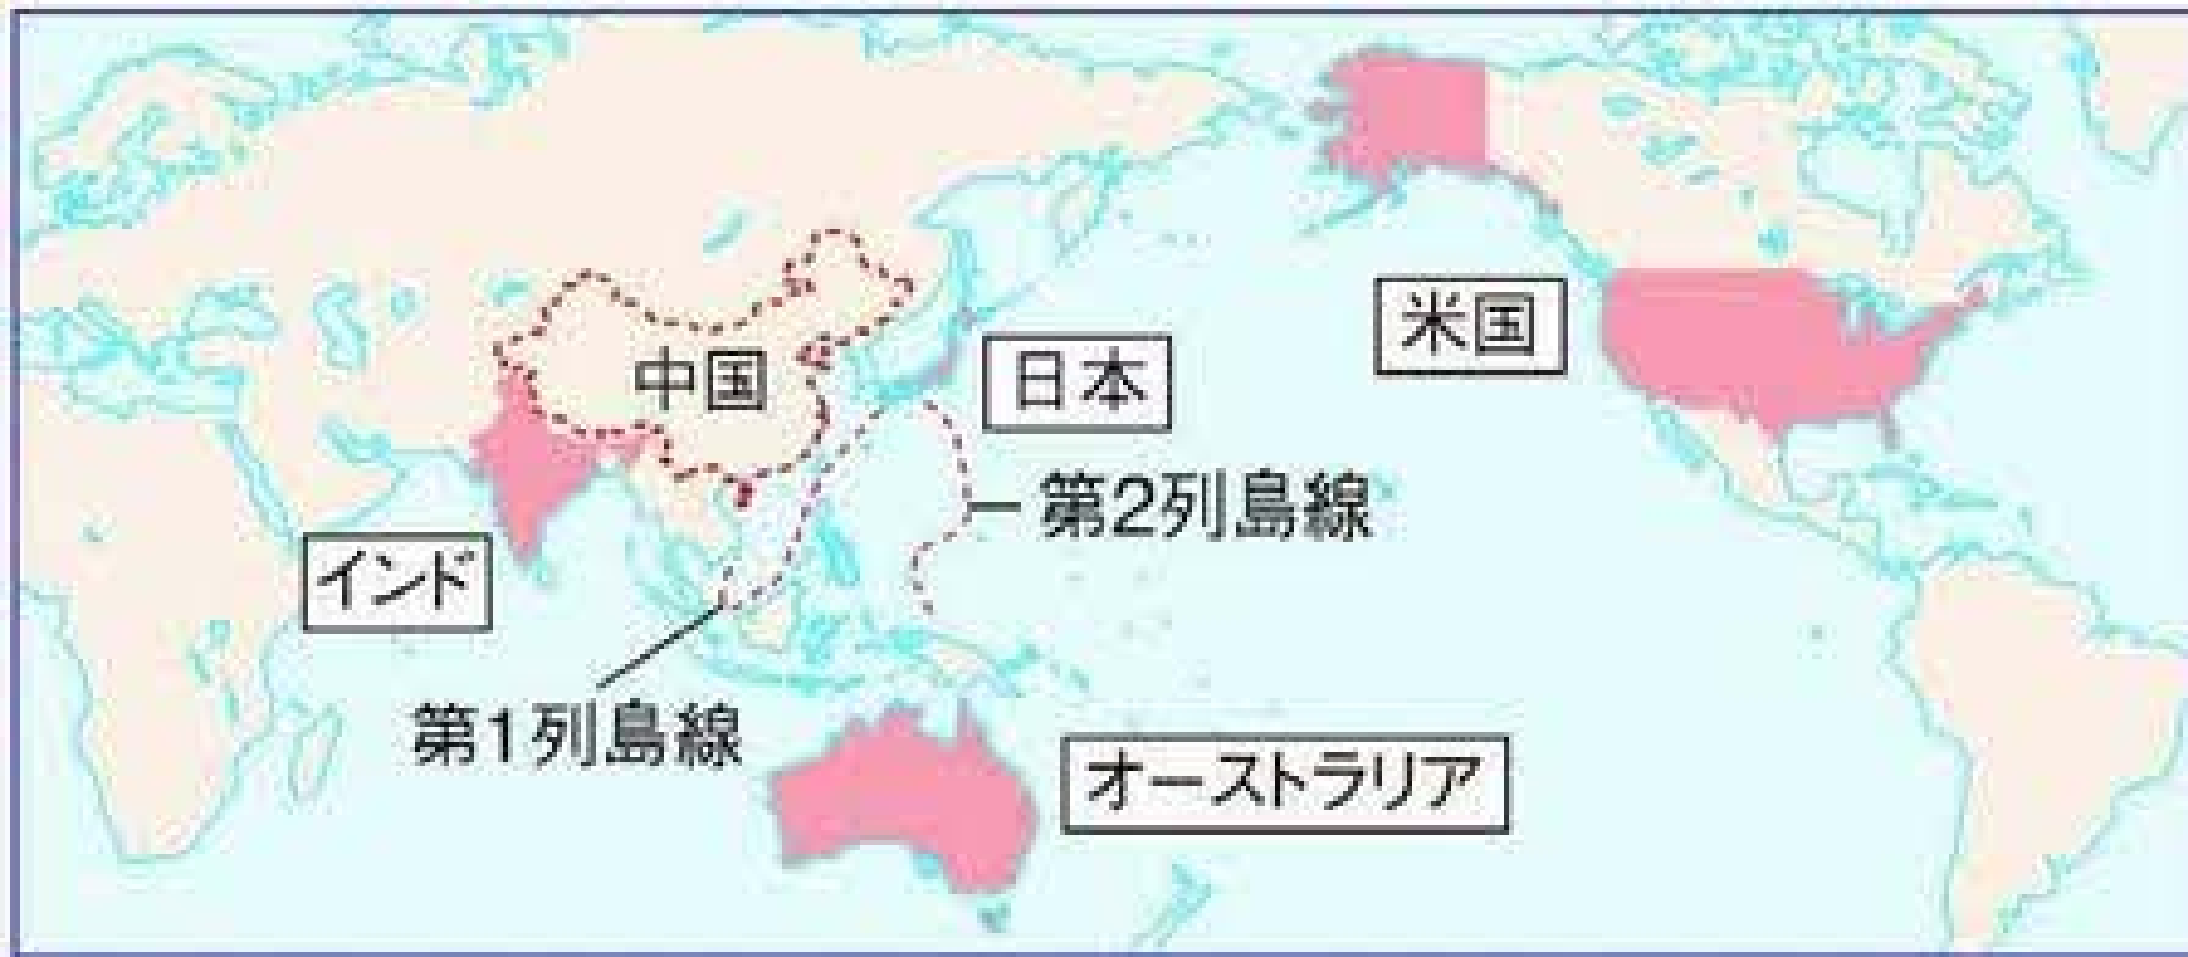 米国
日本
中国
第2列島線
インド
第1列島線
オーストラリア